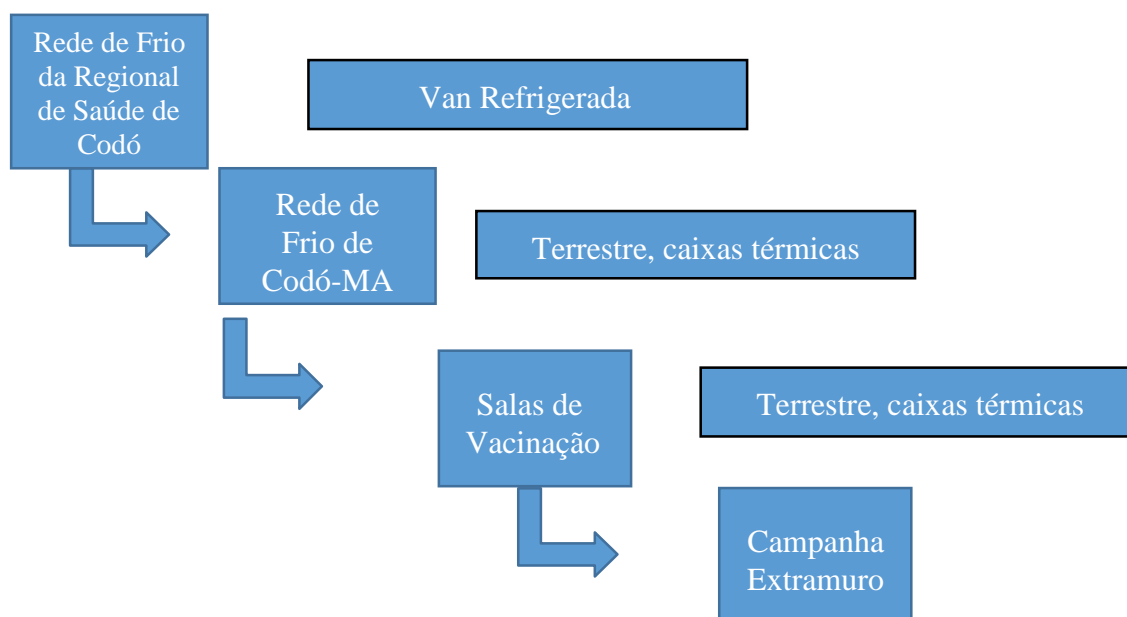 Rede de Frio
da Regional
de Saúde de
Codó
Van Refrigerada
Rede de
Frio de
Codó-MA
Terrestre, caixas térmicas
Salas de
Vacinação
Terrestre, caixas térmicas
Campanha
Extramuro